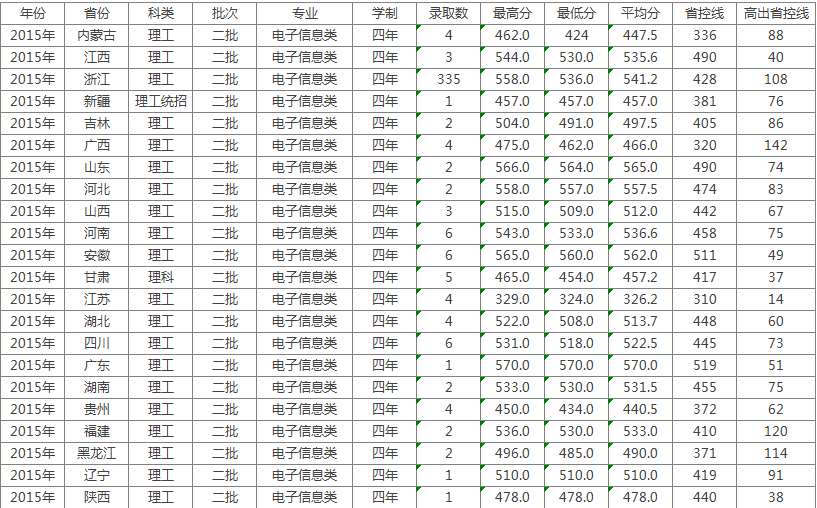 年份 省份 科类 批次 专业 学制 录取数 最高分 最低分 平均分 省控线 高出省控线
2015年 内蒙古 理工 二批 电子信息类 四年 4 462.0 424 447.5 336 88
2015年 江西 理工 二批 电子信息类 四年 3 544.0 530.0 535.6 490 40
2015年 浙江 理工 二批 电子信息类 四年 335 558.0 536.0 541.2 428 108
2015年 新疆 理工统招 二批 电子信息类 四年 1 457.0 457.0 457.0 381 76
2015年 吉林 理工 二批 电子信息类 四年 2 504.0 491.0 497.5 405 86
2015年 广西 理工 二批 电子信息类 四年 4 475.0 462.0 466.0 320 142
2015年 山东 理工 二批 电子信息类 四年 2 566.0 564.0 565.0 490 74
2015年 河北 理工 二批 电子信息类 四年 2 558.0 557.0 557.5 474 83
2015年 山西 理工 二批 电子信息类 四年 3 515.0 509.0 512.0 442 67
2015年 河南 理工 二批 电子信息类 四年 6 543.0 533.0 536.6 458 75
2015年 安徽 理工 二批 电子信息类 四年 6 565.0 560.0 562.0 511 49
2015年 甘肃 理科 二批 电子信息类 四年 5 465.0 454.0 457.2 417 37
2015年 江苏 理工 二批 电子信息类 四年 4 329.0 324.0 326.2 310 14
2015年 湖北 理工 二批 电子信息类 四年 4 522.0 508.0 513.7 448 60
2015年 四川 理工 二批 电子信息类 四年 6 531.0 518.0 522.5 445 73
2015年 广东 理工 二批 电子信息类 四年 1 570.0 570.0 570.0 519 51
2015年 湖南 理工 二批 电子信息类 四年 2 533.0 530.0 531.5 455 75
2015年 贵州 理工 二批 电子信息类 四年 4 450.0 434.0 440.5 372 62
2015年 福建 理工 二批 电子信息类 四年 2 536.0 530.0 533.0 410 120
2015年 黑龙江 理工 二批 电子信息类 四年 2 496.0 485.0 490.0 371 114
2015年 辽宁 理工 二批 电子信息类 四年 1 510.0 510.0 510.0 419 91
2015年 陕西 理工 二批 电子信息类 四年 1 478.0 478.0 478.0 440 38